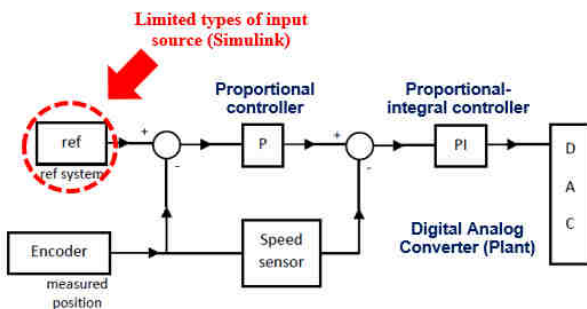 Limited types of input
source (Simulink)
Proportional
controller
Proportional-
integral controller
ref
+
-
ref system
P
+
-
PI
D
A
C
Encoder
measured
position
Speed
sensor
Digital Analog
Converter (Plant)